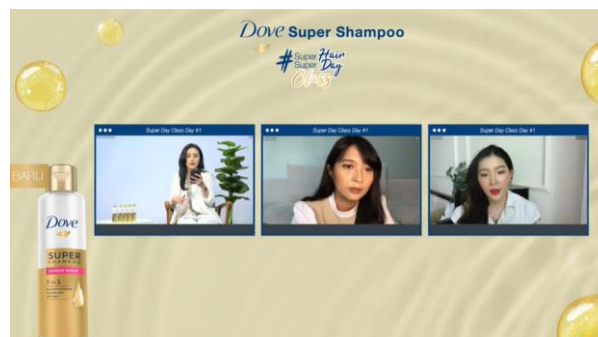 Dove Super Shampoo
# Super Hair
Super Day
Class
Super Day Class Day #1
Super Day Class Day #1
Super Day Class Day #1
BARU
Dove
SUPER
SHAMPOO